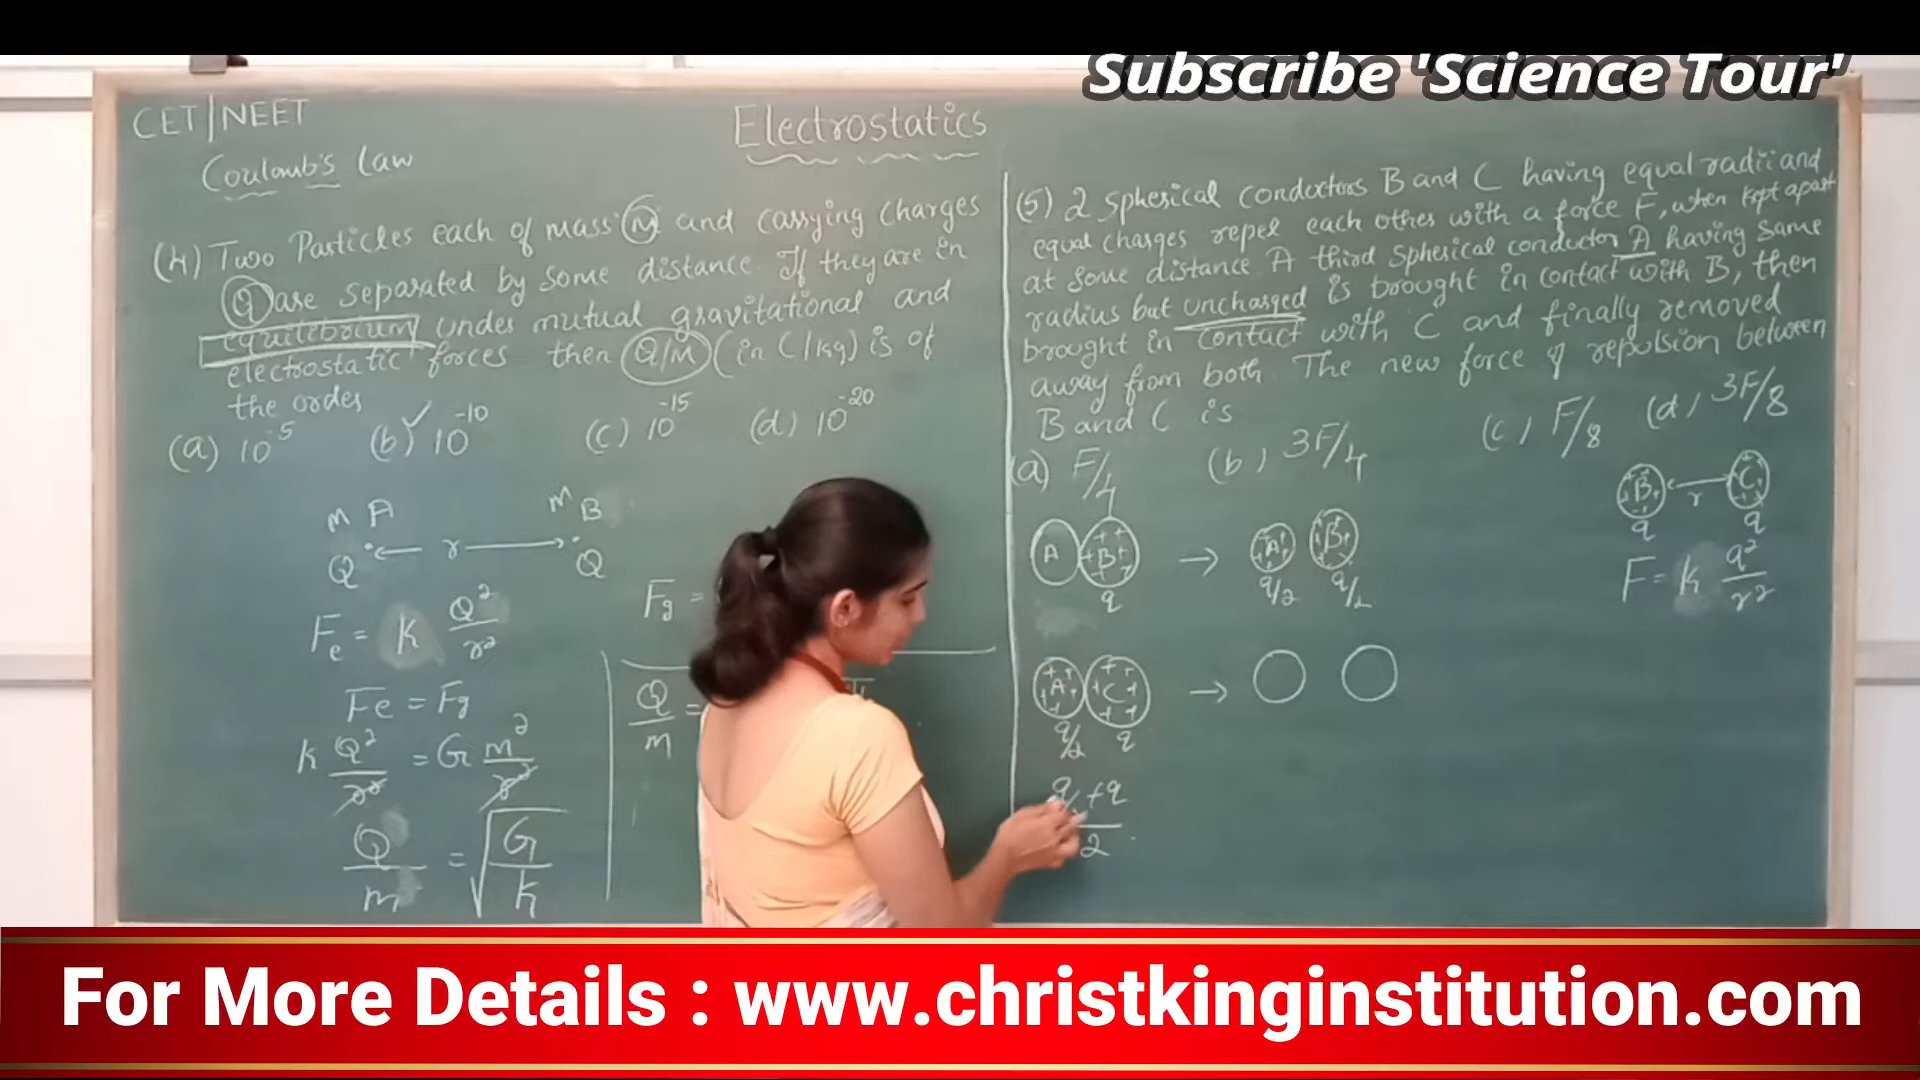 Subscribe 'Science Tour'
CET/NEET
Electrostatics
Coulomb's Law
(4) Two Particles each of mass M and carrying charges
Q are separated by some distance. If they are in
equilibrium under mutual gravitational and
electrostatic forces then Q/M (in C/kg) is of
the order
(a) 10^-5 (b) ✓ 10^-10 (c) 10^-15 (d) 10^-20
M A M B
Q r Q
Fe = K Q²/r²
Fg =
Fe = Fg
K Q²/r² = G m²/r²
Q/m = √G/K
Q/m =
(5) 2 Spherical conductors B and C having equal radii and
equal charges repel each other with a force F, when kept apart
at some distance A third spherical conductor A having same
radius but uncharged is brought in contact with B, then
brought in contact with C and finally removed
away from both. The new force of repulsion between
B and C is
(a) F/4 (b) 3F/4 (c) F/8 (d) 3F/8
B r C
q q
F = K q²/r²
A B → A B
q q/2 q/2
A C →
q/2 q
+q
2
For More Details : www.christkinginstitution.com